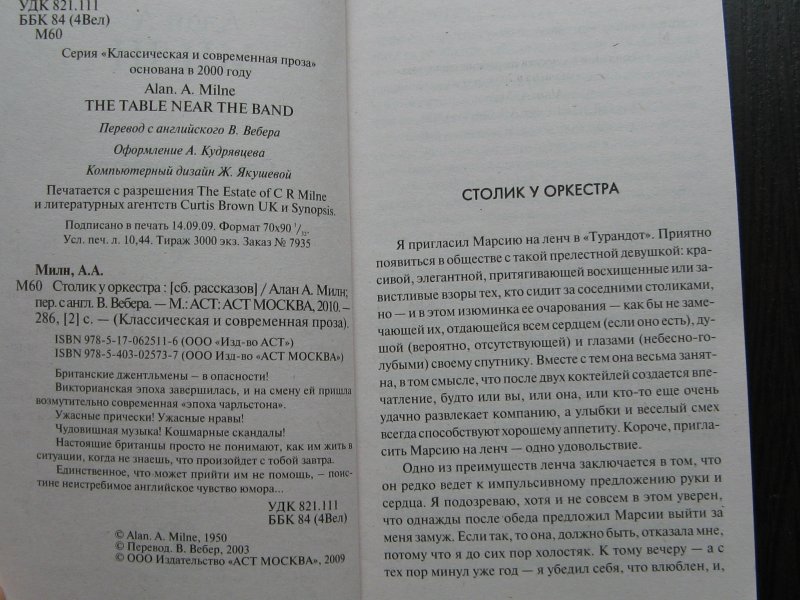 УДК 821.111
ББК 84 (4Вел)
М60
Серия «Классическая и современная проза»
основана в 2000 году
Alan. A. Milne
THE TABLE NEAR THE BAND
Перевод с английского В. Вебера
Оформление А. Кудрявцева
Компьютерный дизайн Ж. Якушевой
Печатается с разрешения The Estate of C R Milne
и литературных агентств Curtis Brown UK и Synopsis.
Подписано в печать 14.09.09. Формат 70x90 1/32.
Усл. печ. л. 10,44. Тираж 3000 экз. Заказ № 7935
Милн, А.А.
М60 Столик у оркестра : [сб. рассказов] / Алан А. Милн;
пер. с англ. В. Вебера. — М.: АСТ: АСТ МОСКВА, 2010. —
286, [2] с. — (Классическая и современная проза).
ISBN 978-5-17-062511-6 (ООО «Изд-во АСТ»)
ISBN 978-5-403-02573-7 (ООО Изд-во «АСТ МОСКВА»)
Британские джентльмены – в опасности!
Викторианская эпоха завершилась, и на смену ей пришла
возмутительно современная «эпоха чарльстона».
Ужасные прически! Ужасные нравы!
Чудовищная музыка! Кошмарные скандалы!
Настоящие британцы просто не понимают, как им жить в
ситуации, когда не знаешь, что произойдет с тобой завтра.
Единственное, что может прийти им не помощь, – поис-
тине неистребимое английское чувство юмора...
УДК 821.111
ББК 84 (4Вел)
© Alan. A. Milne, 1950
© Перевод. В. Вебер, 2003
© ООО Издательство «АСТ МОСКВА», 2009
СТОЛИК У ОРКЕСТРА
Я пригласил Марсию на ленч в «Турандот». Приятно
появиться в обществе с такой прелестной девушкой: кра-
сивой, элегантной, притягивающей восхищенные или за-
вистливые взоры тех, кто сидит за соседними столиками,
но — и в этом изюминка ее очарования — как бы не заме-
чающей их, отдающейся всем сердцем (если оно есть), ду-
шой (вероятно, отсутствующей) и глазами (небесно-го-
лубыми) своему спутнику. Вместе с тем она весьма занят-
на, в том смысле, что после двух коктейлей создается впе-
чатление, будто или вы, или она, или кто-то еще очень
удачно развлекает компанию, а улыбки и веселый смех
всегда способствуют хорошему аппетиту. Короче, пригла-
сить Марсию на ленч — одно удовольствие.
Одно из преимуществ ленча заключается в том, что
он редко ведет к импульсивному предложению руки и
сердца. Я подозреваю, хотя и не совсем в этом уверен,
что однажды после обеда предложил Марсии выйти за
меня замуж. Если так, то она, должно быть, отказала мне,
потому что я до сих пор холостяк. К тому вечеру — а с
тех пор минул уже год — я убедил себя, что влюблен, и,